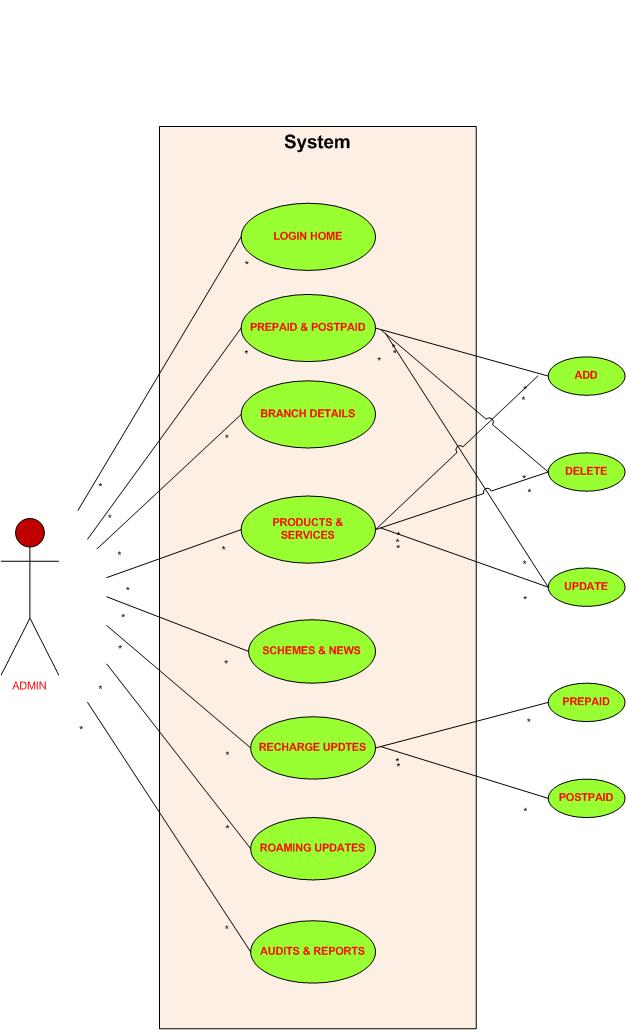 System
LOGIN HOME
PREPAID & POSTPAID
ADD
BRANCH DETAILS
DELETE
PRODUCTS &
SERVICES
UPDATE
SCHEMES & NEWS
ADMIN
PREPAID
RECHARGE UPDTES
POSTPAID
ROAMING UPDATES
AUDITS & REPORTS